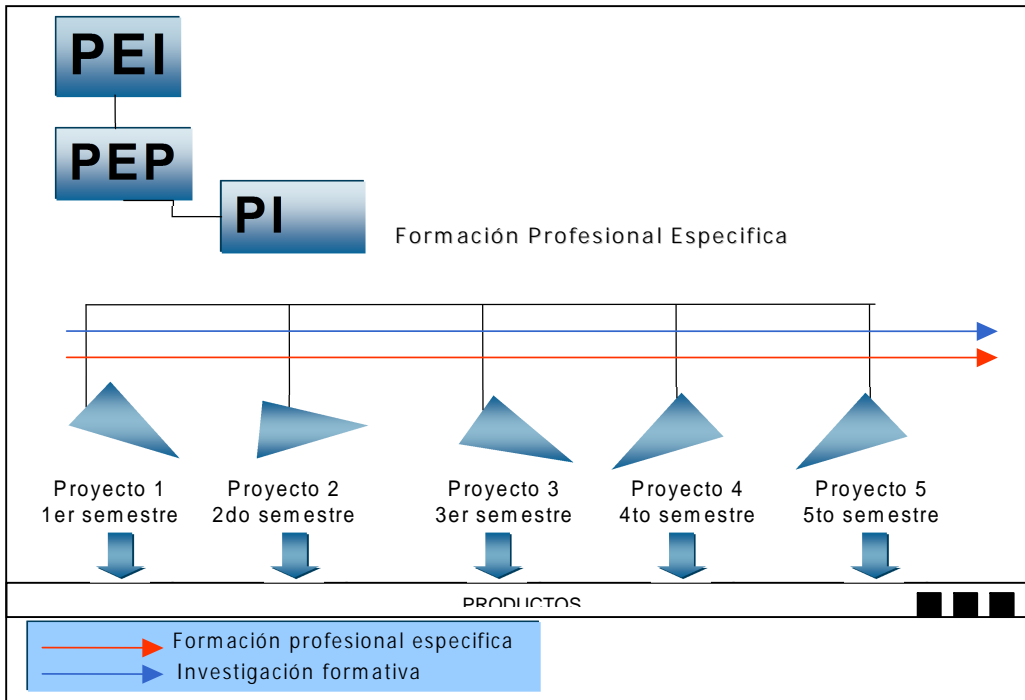 PEI
PEP
PI
Formación Profesional Especifica
Proyecto 1
1er semestre
Proyecto 2
2do semestre
Proyecto 3
3er semestre
Proyecto 4
4to semestre
Proyecto 5
5to semestre
PRODUCTOS
Formación profesional especifica
Investigación formativa